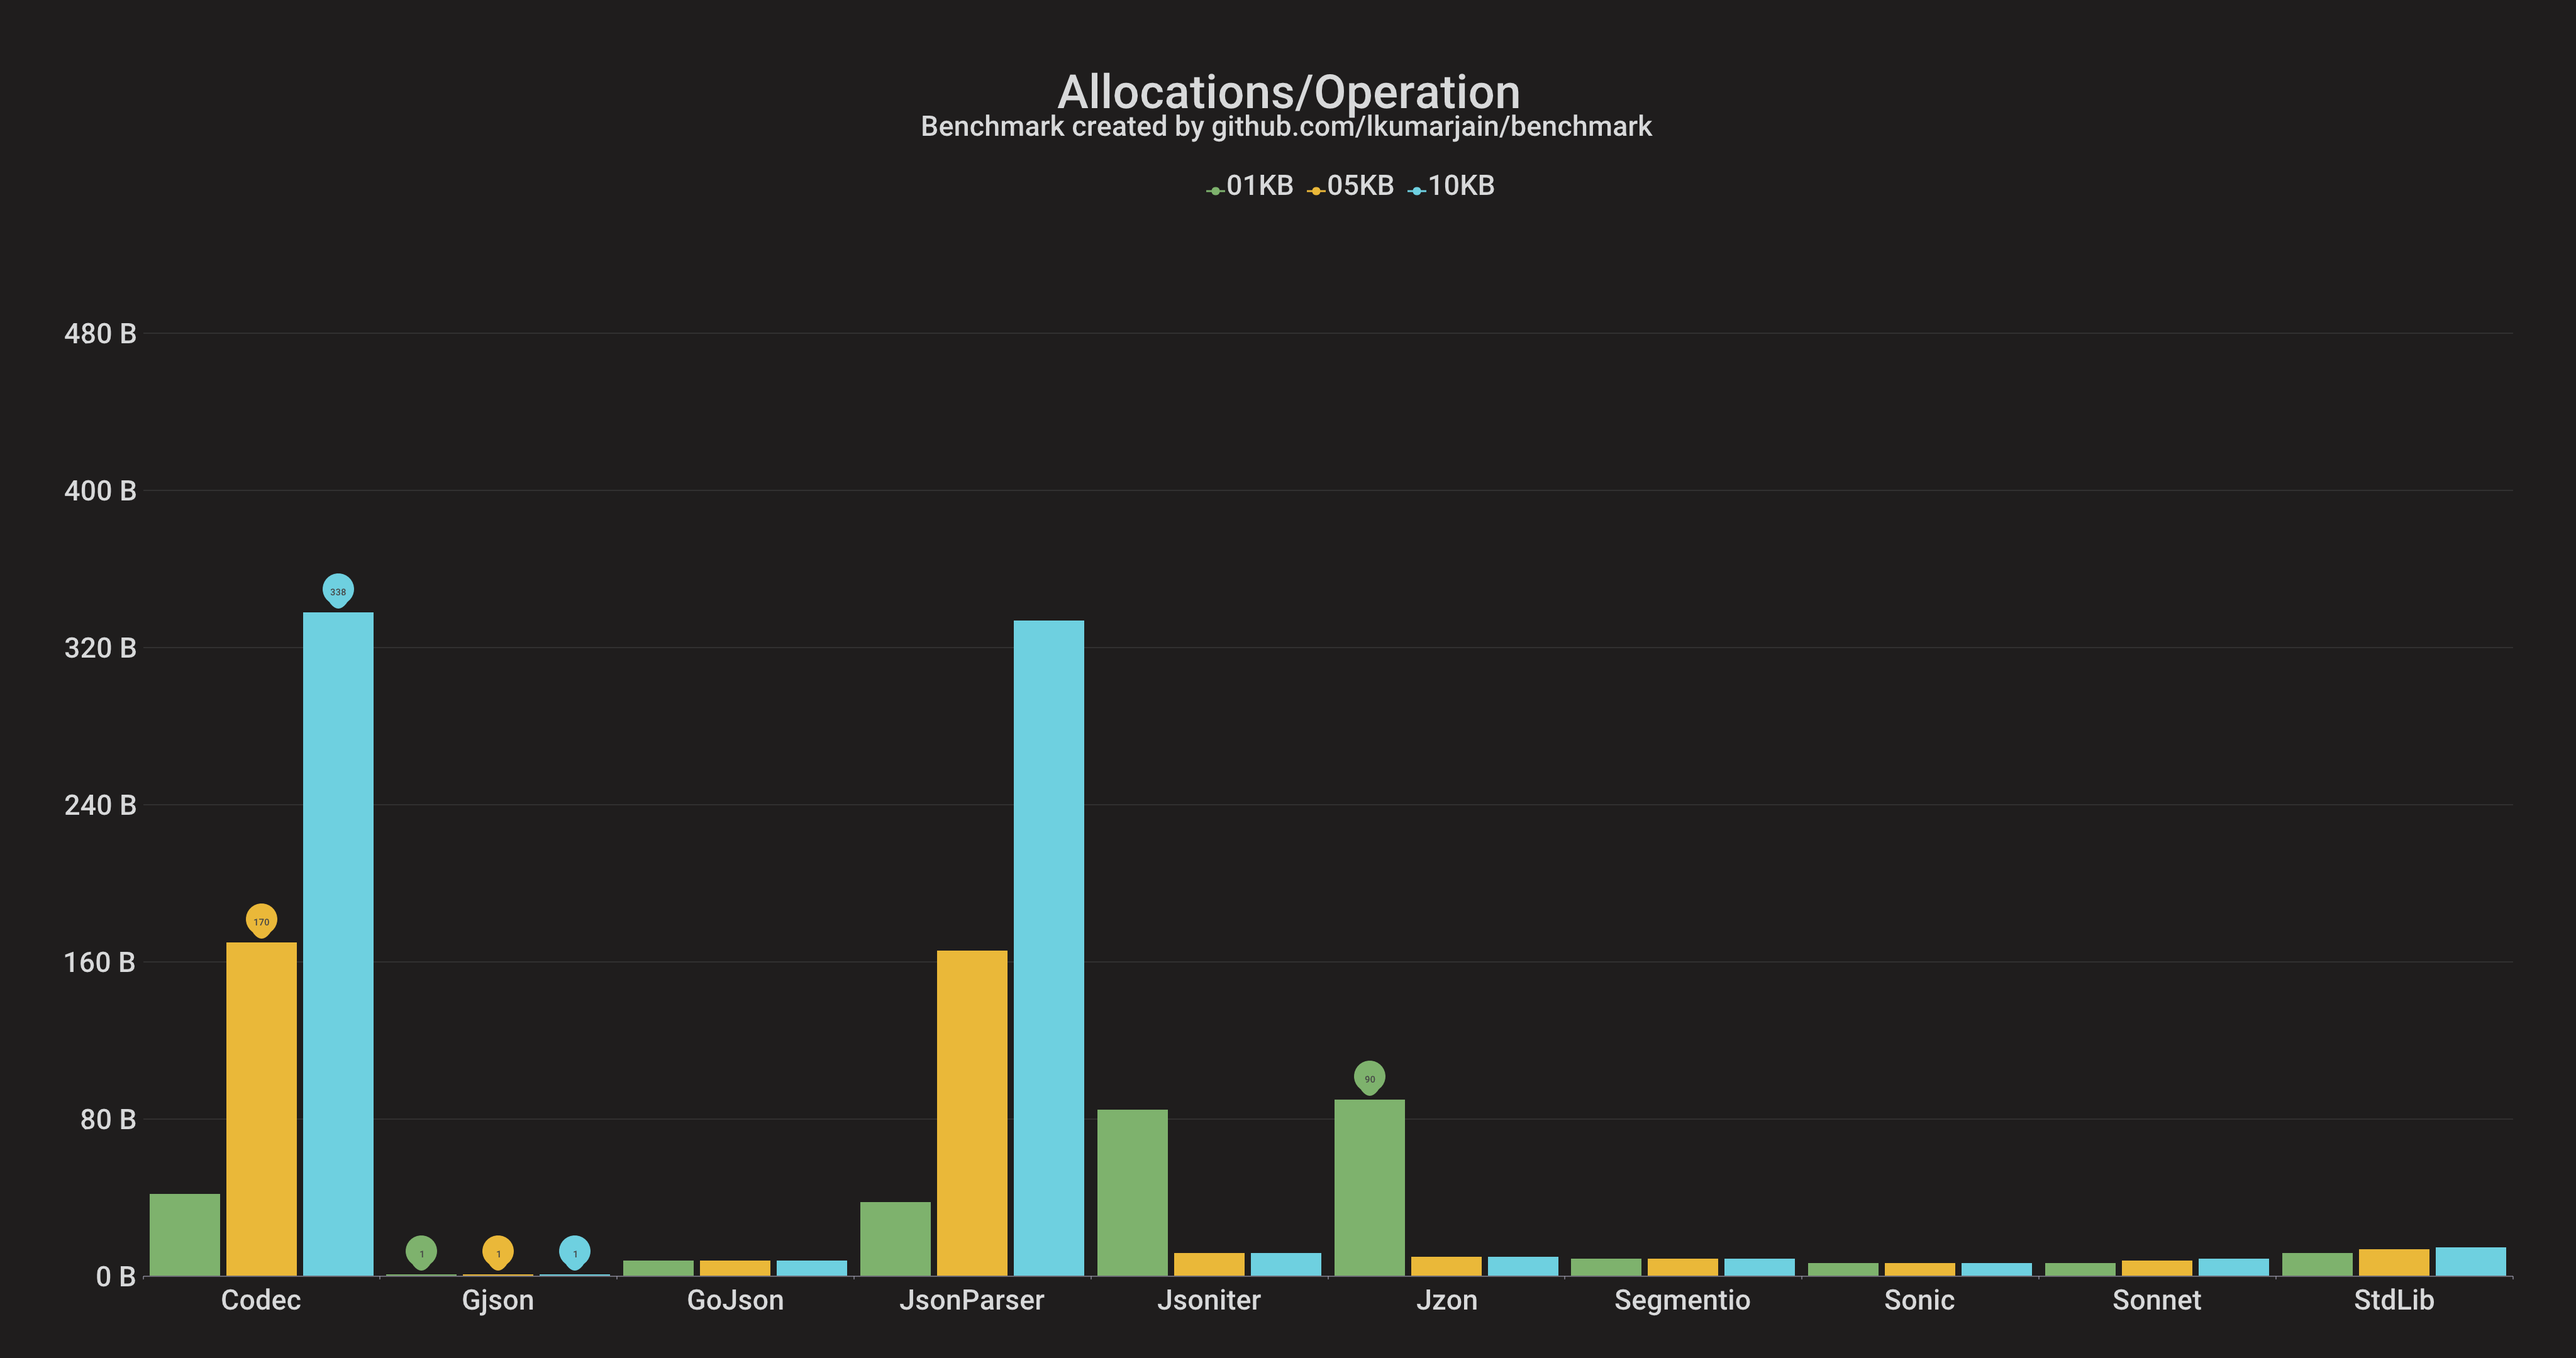 Allocations/Operation
Benchmark created by github.com/lkumarjain/benchmark
01KB 05KB 10KB
480 B
400 B
338
320 B
240 B
170
160 B
90
80 B
1 1 1
0 B
Codec Gjson GoJson JsonParser Jsoniter Jzon Segmentio Sonic Sonnet StdLib